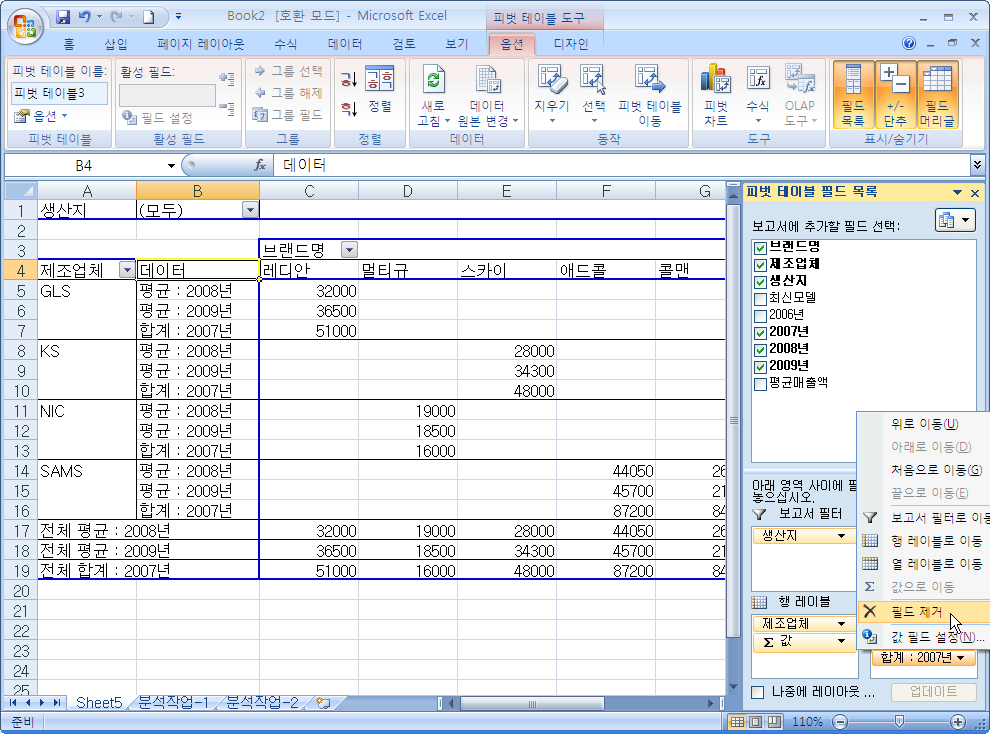 Book2 [호환 모드] - Microsoft Excel
피벗 테이블 도구
홈 삽입 페이지 레이아웃 수식 데이터 검토 보기 옵션 디자인
피벗 테이블 이름:
피벗 테이블3
옵션
피벗 테이블
활성 필드:
필드 설정
활성 필드
그룹 선택
그룹 해제
그룹 필드
그룹
정렬
정렬
새로 고침
데이터 원본 변경
데이터
지우기
선택
피벗 테이블 이동
동작
피벗 차트
수식
OLAP 도구
도구
필드 목록
+/- 단추
필드 머리글
표시/숨기기
B4 fx 데이터
A B C D E F G
1 생산지 (모두)
2
3 브랜드명
4 제조업체 데이터 레디안 멀티규 스카이 애드콜 콜맨
5 GLS 평균 : 2008년 32000
6 평균 : 2009년 36500
7 합계 : 2007년 51000
8 KS 평균 : 2008년 28000
9 평균 : 2009년 34300
10 합계 : 2007년 48000
11 NIC 평균 : 2008년 19000
12 평균 : 2009년 18500
13 합계 : 2007년 16000
14 SAMS 평균 : 2008년 44050 26
15 평균 : 2009년 45700 21
16 합계 : 2007년 87200 84
17 전체 평균 : 2008년 32000 19000 28000 44050 26
18 전체 평균 : 2009년 36500 18500 34300 45700 21
19 전체 합계 : 2007년 51000 16000 48000 87200 84
20
21
22
23
24
25
피벗 테이블 필드 목록
보고서에 추가할 필드 선택:
브랜드명
제조업체
생산지
최신모델
2006년
2007년
2008년
2009년
평균매출액
아래 영역 사이에 필
놓으십시오.
보고서 필터
생산지
행 레이블
제조업체
Σ 값
위로 이동(U)
아래로 이동(D)
처음으로 이동(G)
끝으로 이동(E)
보고서 필터로 이동
행 레이블로 이동
열 레이블로 이동
Σ 값으로 이동
필드 제거
값 필드 설정(N)...
합계 : 2007년
나중에 레이아웃 ...
업데이트
Sheet5 분석작업-1 분석작업-2
준비
110%